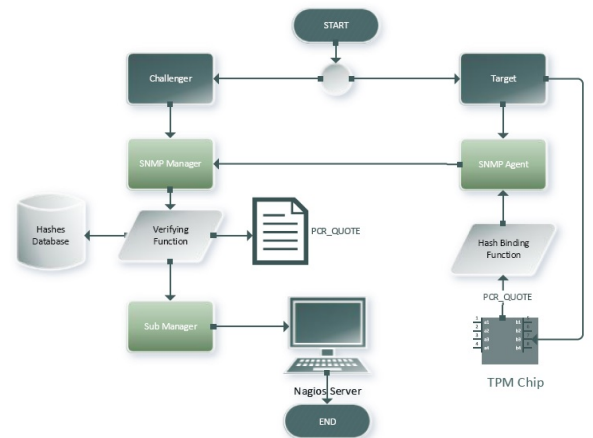 START
Challenger
Target
SNMP Manager
SNMP Agent
Hashes
Database
Verifying
Function
PCR_QUOTE
Hash Binding
Function
PCR_QUOTE
Sub Manager
Nagios Server
TPM Chip
END